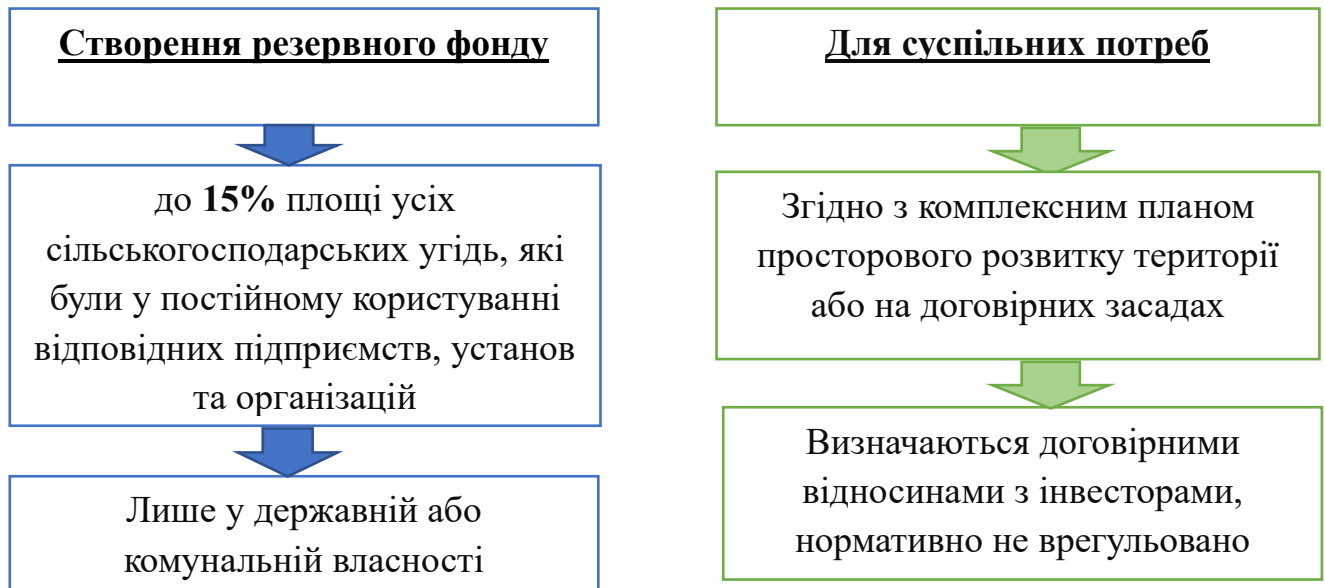 Створення резервного фонду
до 15% площі усіх
сільськогосподарських угідь, які
були у постійному користуванні
відповідних підприємств, установ
та організацій
Лише у державній або
комунальній власності
Для суспільних потреб
Згідно з комплексним планом
просторового розвитку території
або на договірних засадах
Визначаються договірними
відносинами з інвесторами,
нормативно не врегульовано